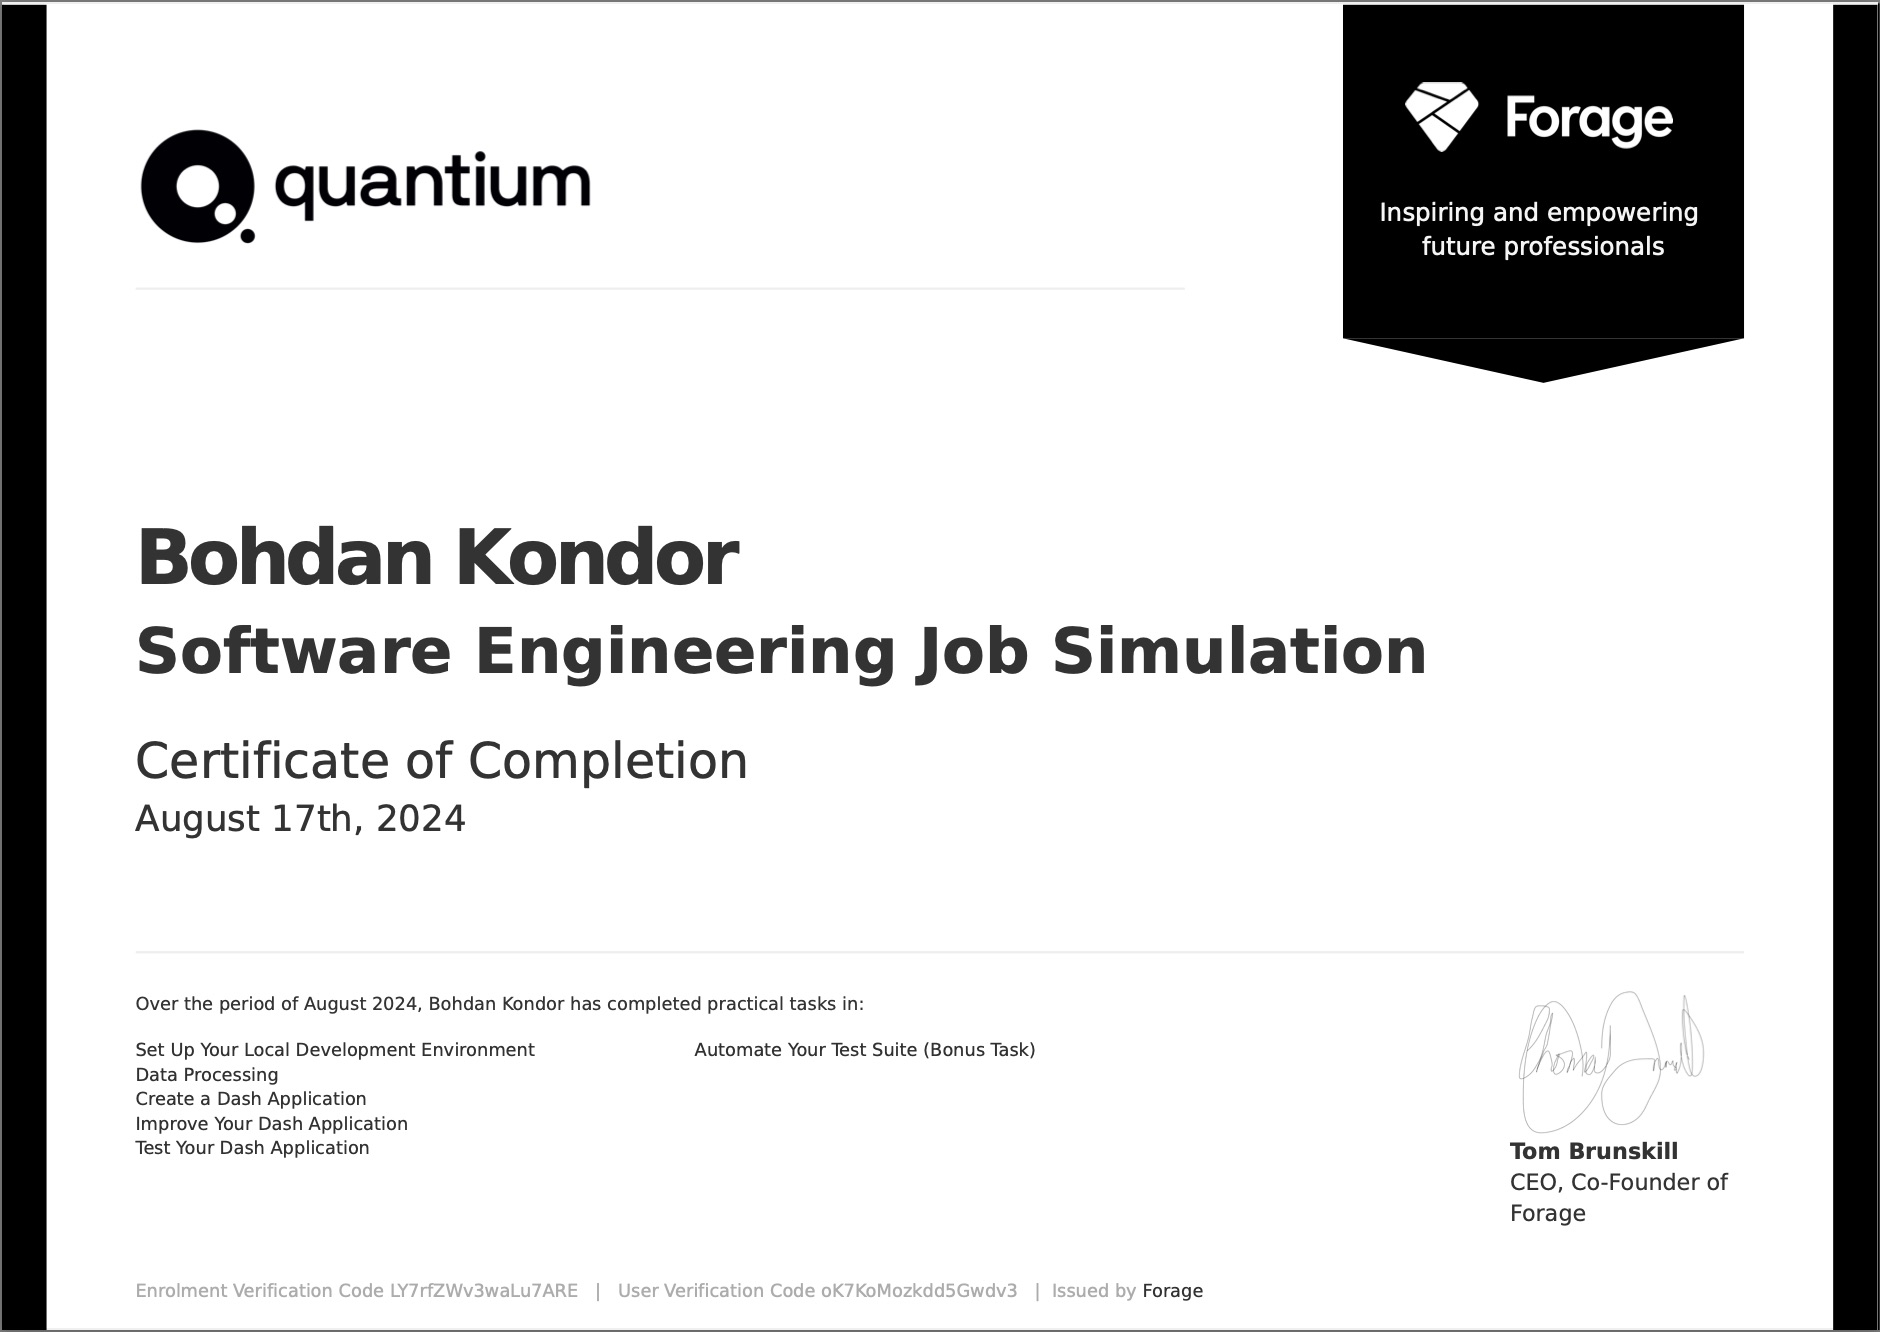 quantium
Forage
Inspiring and empowering
future professionals
Bohdan Kondor
Software Engineering Job Simulation
Certificate of Completion
August 17th, 2024
Over the period of August 2024, Bohdan Kondor has completed practical tasks in:
Set Up Your Local Development Environment
Data Processing
Create a Dash Application
Improve Your Dash Application
Test Your Dash Application
Automate Your Test Suite (Bonus Task)
Tom Brunskill
CEO, Co-Founder of
Forage
Enrolment Verification Code LY7rfZWv3waLu7ARE | User Verification Code oK7KoMozkdd5Gwdv3 | Issued by Forage